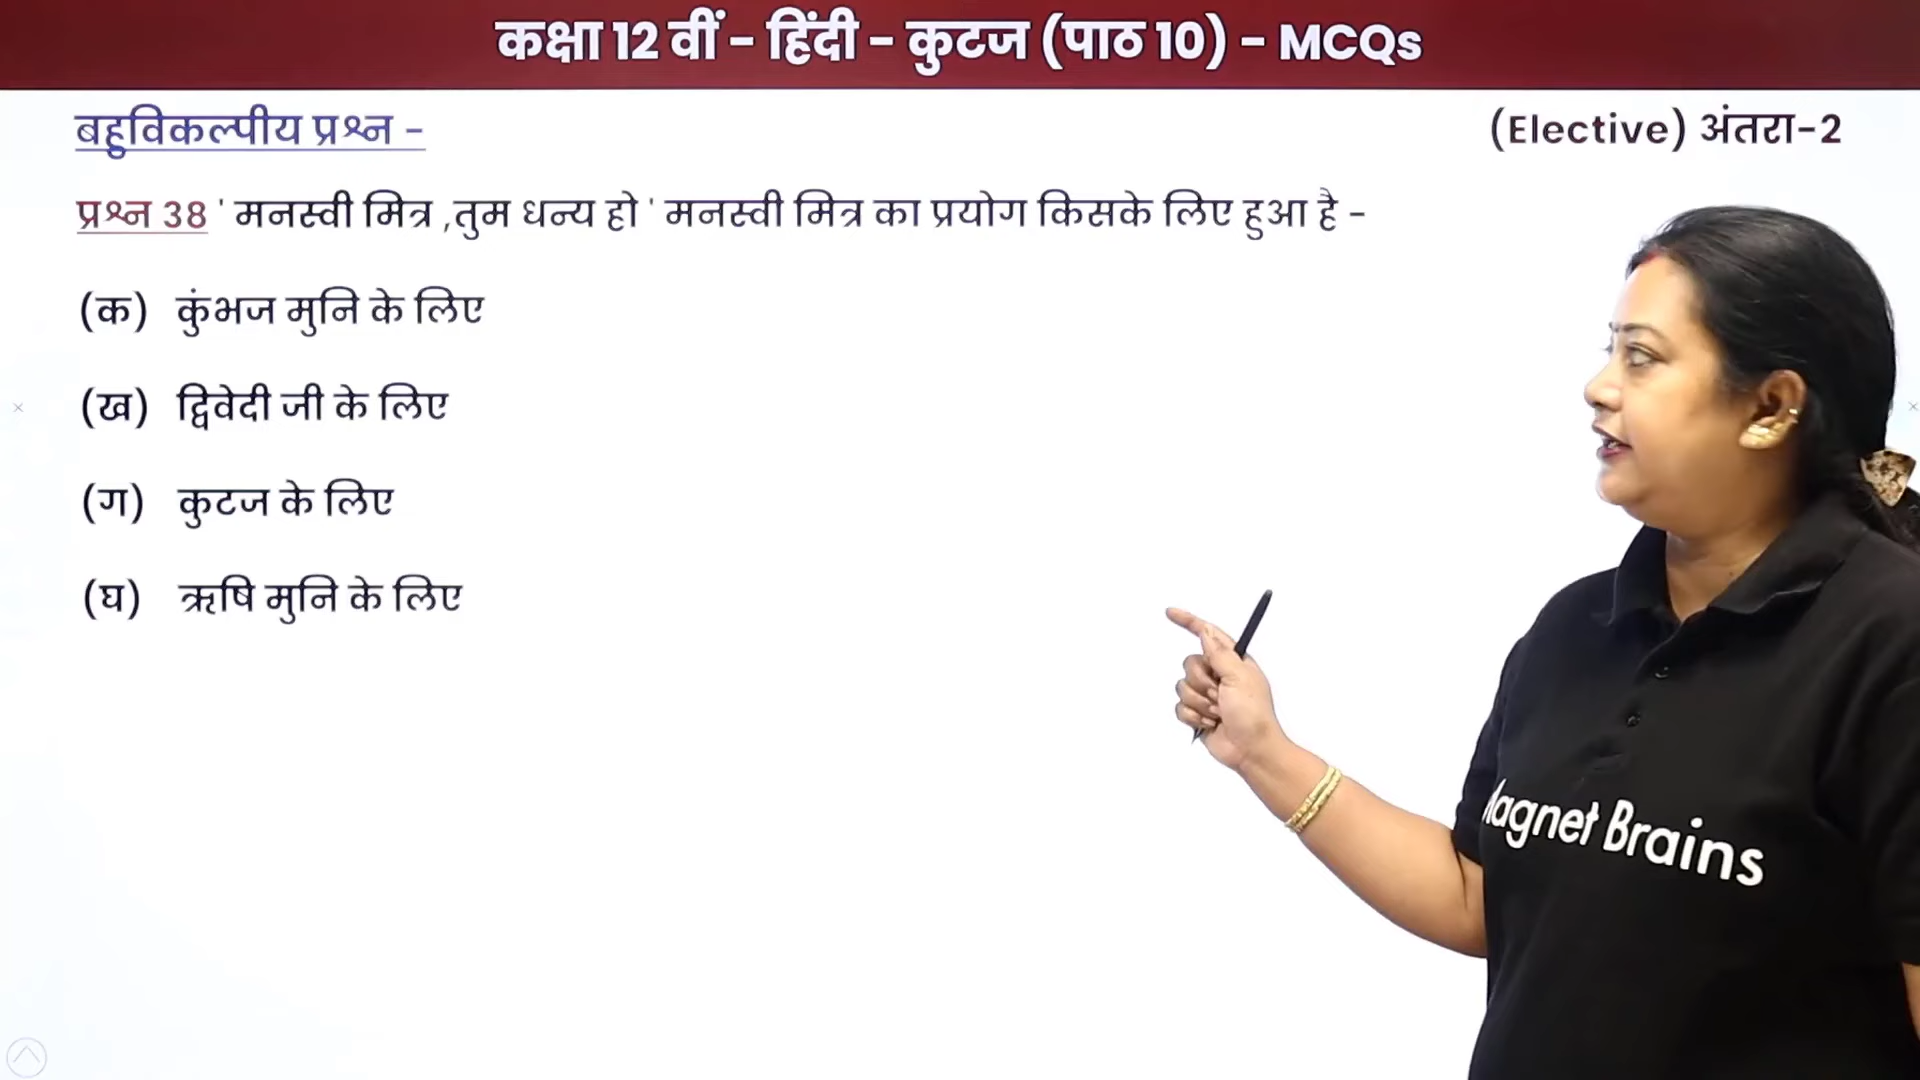 कक्षा 12 वीं - हिंदी - कुटज (पाठ 10) - MCQs
बहुविकल्पीय प्रश्न -
(Elective) अंतरा-2
प्रश्न 38 ' मनस्वी मित्र ,तुम धन्य हो ' मनस्वी मित्र का प्रयोग किसके लिए हुआ है -
(क) कुंभज मुनि के लिए
(ख) द्विवेदी जी के लिए
(ग) कुटज के लिए
(घ) ऋषि मुनि के लिए
Magnet Brains